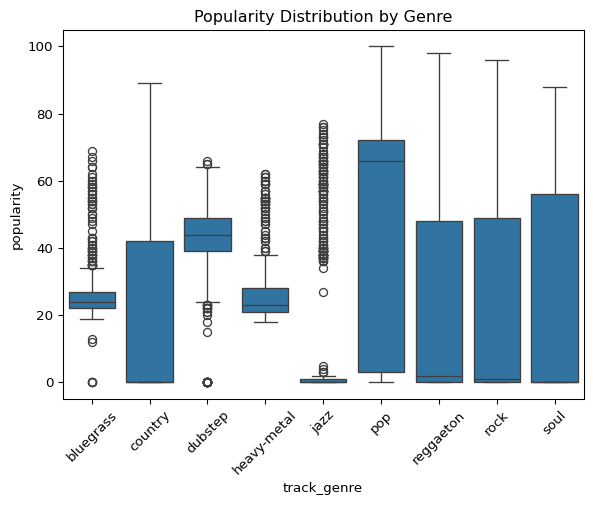 Popularity Distribution by Genre
100
80
60
40
20
0
popularity
bluegrass
country
dubstep
heavy-metal
jazz
pop
reggaeton
rock
soul
track_genre